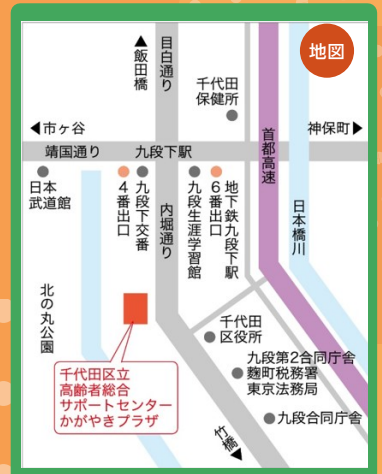 地図
▲飯田橋
目白通り
千代田
保健所
◀市ヶ谷
神保町▶
首都高速
靖国通り
九段下駅
日本
武道館
4番出口
九段下交番
内堀通り
九段生涯学習館
6番出口
地下鉄九段下駅
日本橋川
北の丸公園
千代田
区役所
千代田区立
高齢者総合
サポートセンター
かがやきプラザ
九段第2合同庁舎
麴町税務署
東京法務局
九段合同庁舎
竹橋▼